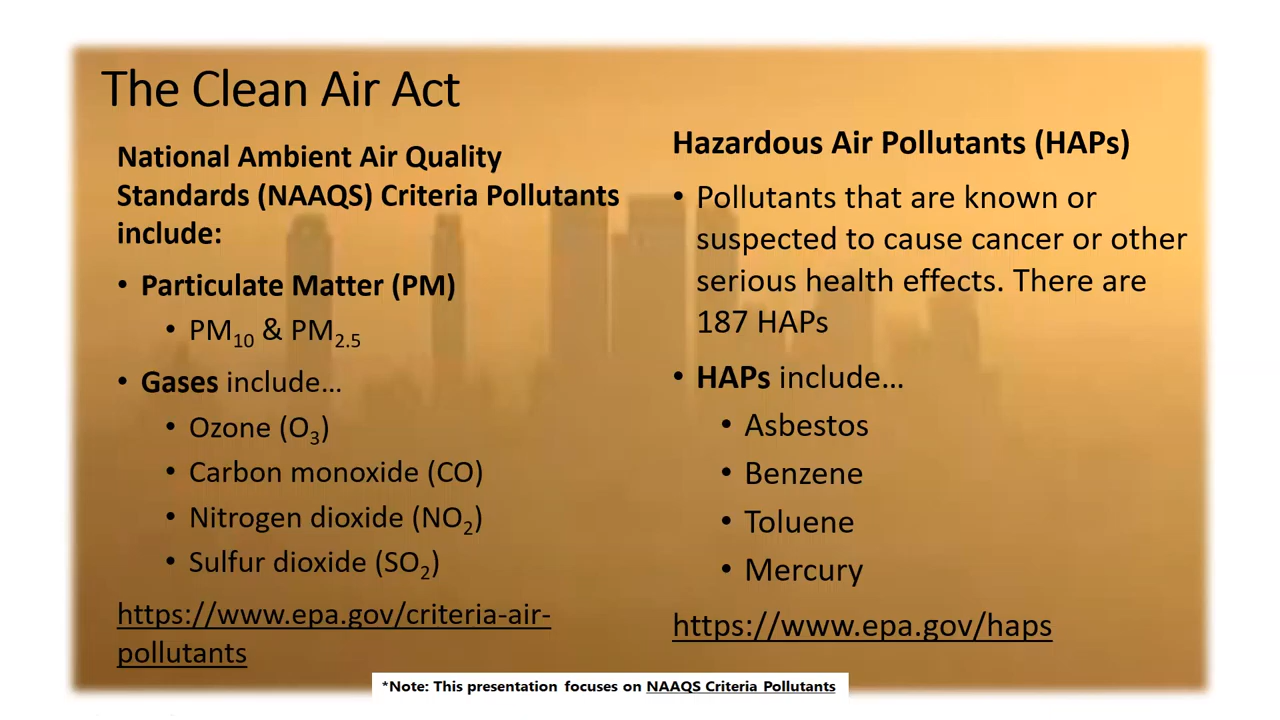 The Clean Air Act
National Ambient Air Quality
Standards (NAAQS) Criteria Pollutants
include:
• Particulate Matter (PM)
• PM₁₀ & PM₂.₅
• Gases include...
• Ozone (O₃)
• Carbon monoxide (CO)
• Nitrogen dioxide (NO₂)
• Sulfur dioxide (SO₂)
https://www.epa.gov/criteria-air-
pollutants
Hazardous Air Pollutants (HAPs)
• Pollutants that are known or
suspected to cause cancer or other
serious health effects. There are
187 HAPs
• HAPs include...
• Asbestos
• Benzene
• Toluene
• Mercury
https://www.epa.gov/haps
*Note: This presentation focuses on NAAQS Criteria Pollutants